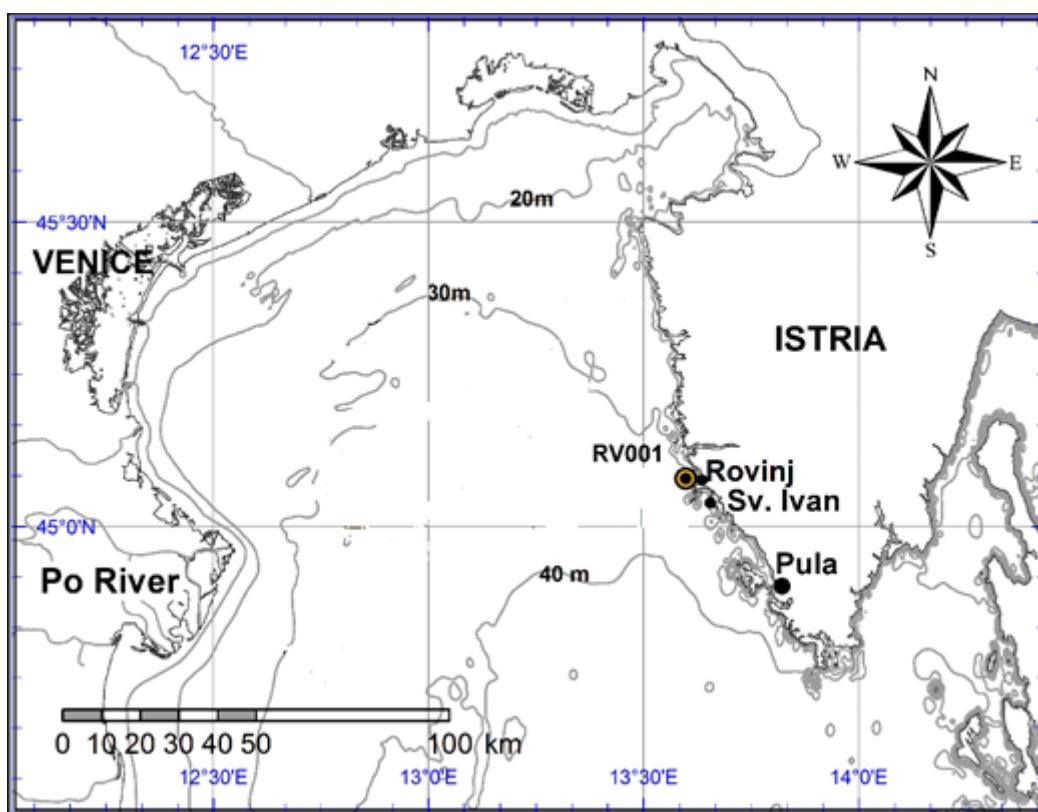 12°30'E
N
W
E
S
20m
45°30'N
VENICE
30m
ISTRIA
RV001
Rovinj
Sv. Ivan
45°0'N
Po River
40 m
Pula
0 10 20 30 40 50 100 km
12°30'E 13°0'E 13°30'E 14°0'E